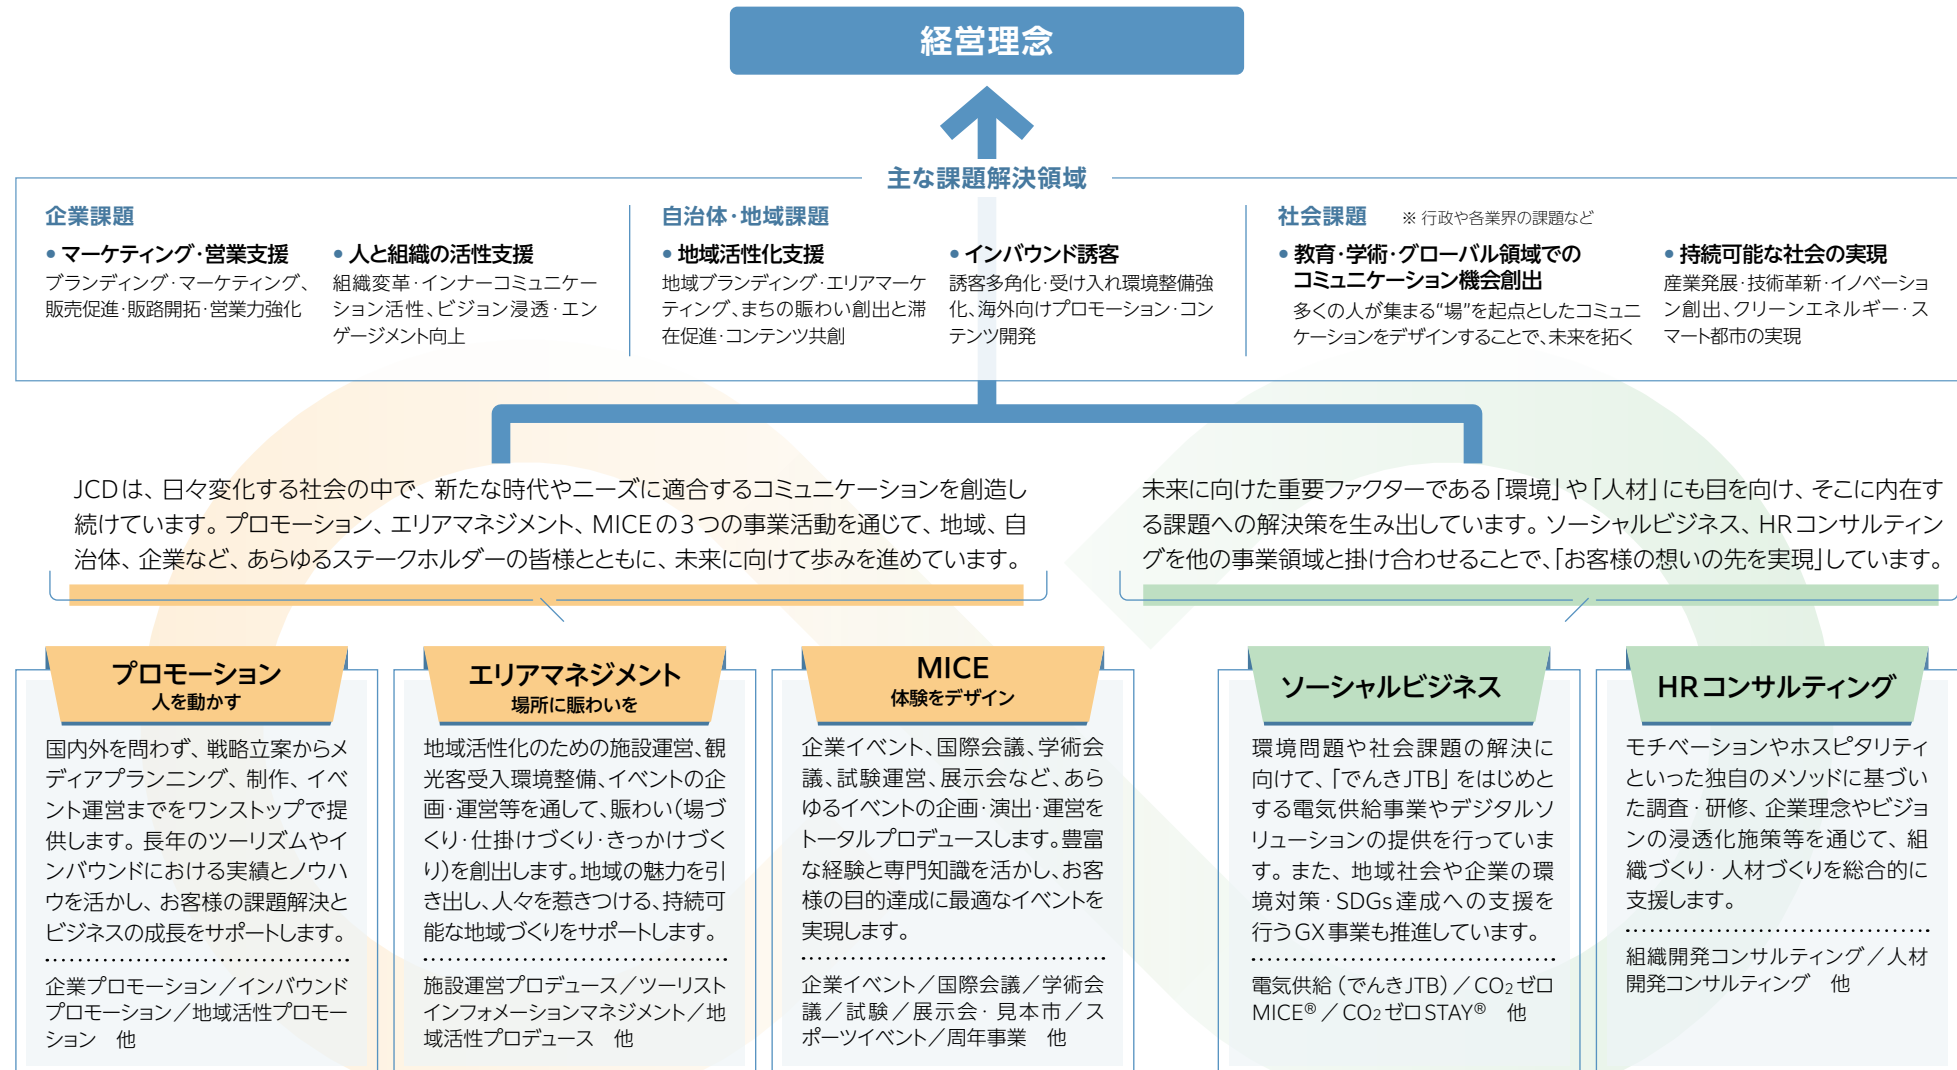 経営理念
主な課題解決領域
企業課題
• マーケティング・営業支援
ブランディング・マーケティング、
販売促進・販路開拓・営業力強化
• 人と組織の活性支援
組織変革・インナーコミュニケー
ション活性、ビジョン浸透・エン
ゲージメント向上
自治体・地域課題
• 地域活性化支援
地域ブランディング・エリアマーケ
ティング、まちの賑わい創出と滞
在促進・コンテンツ共創
• インバウンド誘客
誘客多角化・受け入れ環境整備強
化、海外向けプロモーション・コン
テンツ開発
社会課題 ※ 行政や各業界の課題など
• 教育・学術・グローバル領域での
コミュニケーション機会創出
多くの人が集まる“場”を起点としたコミュニ
ケーションをデザインすることで、未来を拓く
• 持続可能な社会の実現
産業発展・技術革新・イノベーショ
ン創出、クリーンエネルギー・ス
マート都市の実現
JCDは、日々変化する社会の中で、新たな時代やニーズに適合するコミュニケーションを創造し
続けています。プロモーション、エリアマネジメント、MICEの3つの事業活動を通じて、地域、自
治体、企業など、あらゆるステークホルダーの皆様とともに、未来に向けて歩みを進めています。
未来に向けた重要ファクターである「環境」や「人材」にも目を向け、そこに内在す
る課題への解決策を生み出しています。ソーシャルビジネス、HRコンサルティン
グを他の事業領域と掛け合わせることで、「お客様の想いの先を実現」しています。
プロモーション
人を動かす
国内外を問わず、戦略立案からメ
ディアプランニング、制作、イベ
ント運営までをワンストップで提
供します。長年のツーリズムやイ
ンバウンドにおける実績とノウハ
ウを活かし、お客様の課題解決と
ビジネスの成長をサポートします。
企業プロモーション／インバウンド
プロモーション／地域活性プロモー
ション 他
エリアマネジメント
場所に賑わいを
地域活性化のための施設運営、観
光客受入環境整備、イベントの企
画・運営等を通して、賑わい(場づ
くり・仕掛けづくり・きっかけづく
り)を創出します。地域の魅力を引
き出し、人々を惹きつける、持続可
能な地域づくりをサポートします。
施設運営プロデュース／ツーリスト
インフォメーションマネジメント／地
域活性プロデュース 他
MICE
体験をデザイン
企業イベント、国際会議、学術会
議、試験運営、展示会など、あら
ゆるイベントの企画・演出・運営を
トータルプロデュースします。豊富
な経験と専門知識を活かし、お客
様の目的達成に最適なイベントを
実現します。
企業イベント／国際会議／学術会
議／試験／展示会・見本市／ス
ポーツイベント／周年事業 他
ソーシャルビジネス
環境問題や社会課題の解決に
向けて、「でんきJTB」をはじめと
する電気供給事業やデジタルソ
リューションの提供を行っていま
す。また、地域社会や企業の環
境対策・SDGs達成への支援を
行うGX事業も推進しています。
電気供給（でんきJTB）／CO2ゼロ
MICE®／CO2ゼロSTAY® 他
HRコンサルティング
モチベーションやホスピタリティ
といった独自のメソッドに基づい
た調査・研修、企業理念やビジョ
ンの浸透化施策等を通じて、組
織づくり・人材づくりを総合的に
支援します。
組織開発コンサルティング／人材
開発コンサルティング 他